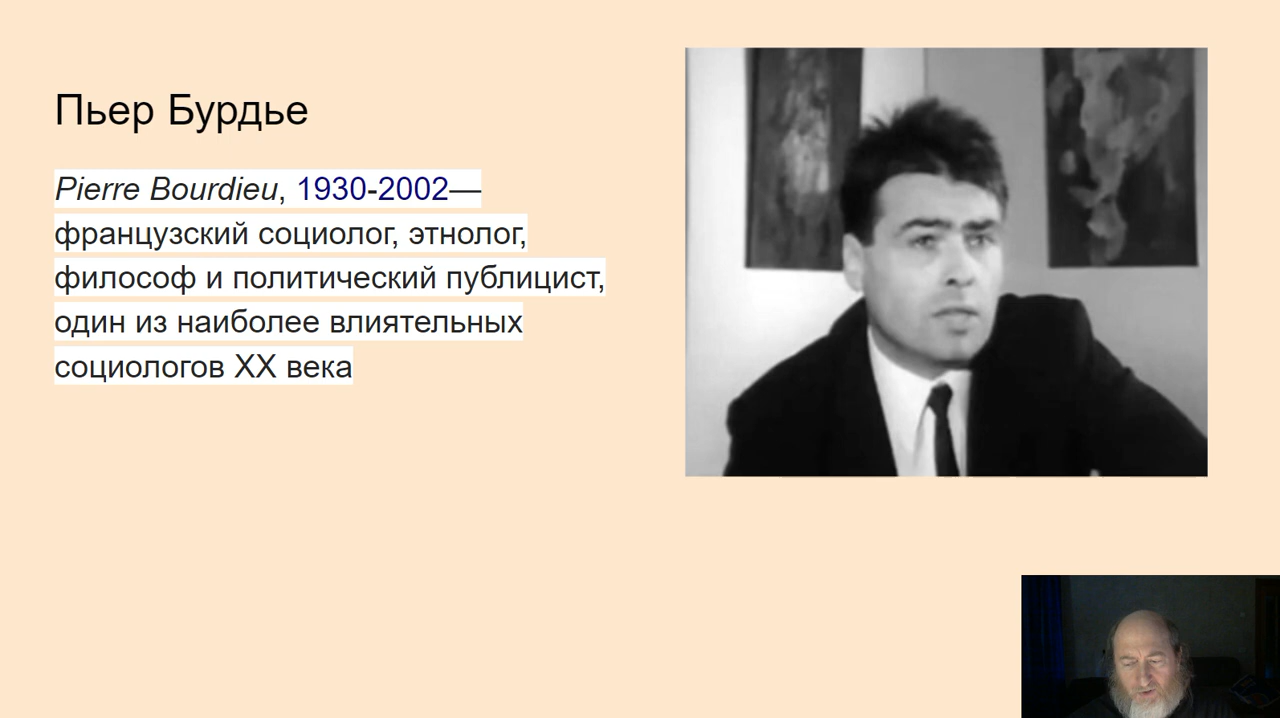 Пьер Бурдье
Pierre Bourdieu, 1930-2002—
французский социолог, этнолог,
философ и политический публицист,
один из наиболее влиятельных
социологов XX века